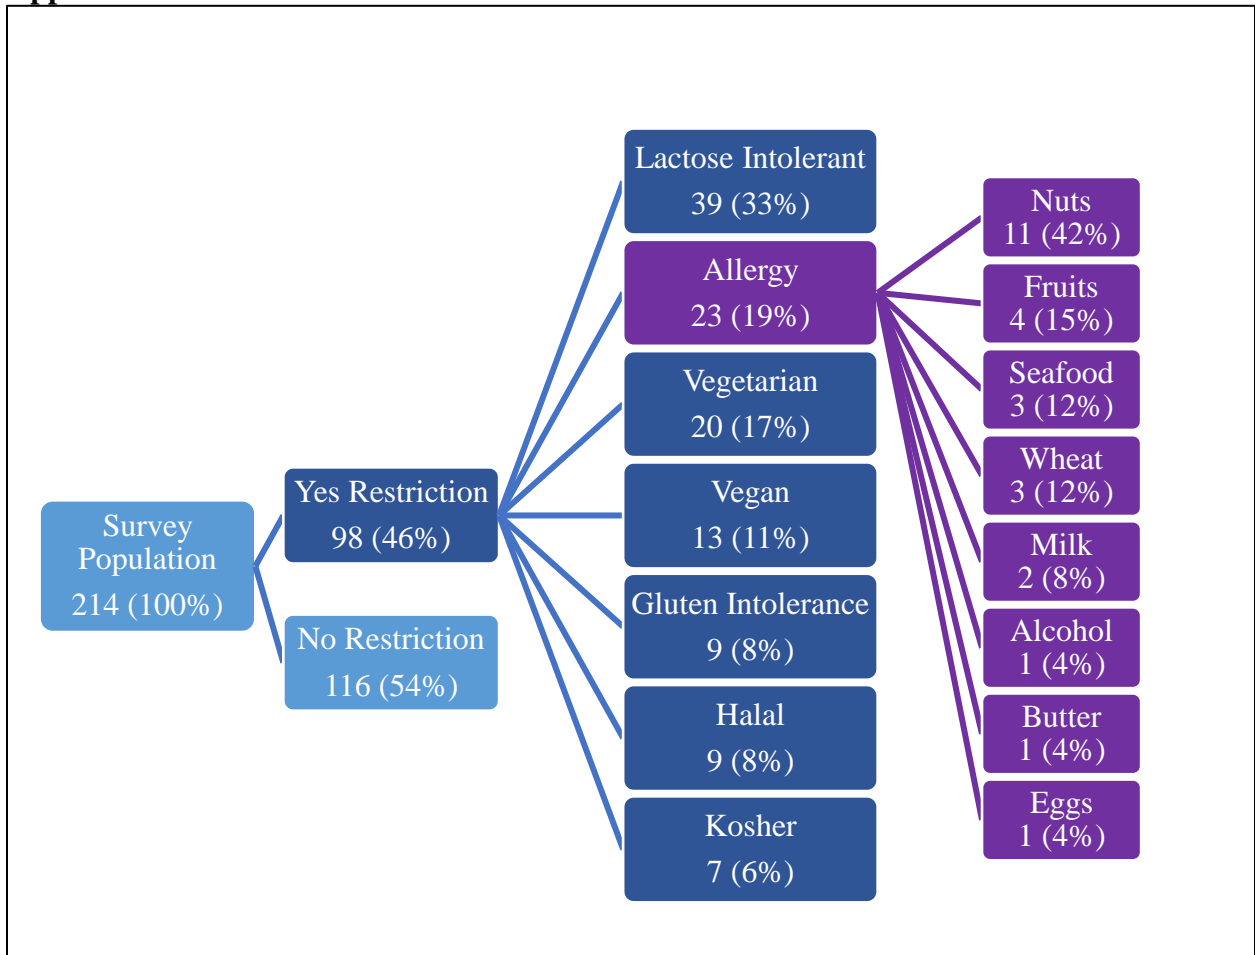 Survey
Population
214 (100%)
Yes Restriction
98 (46%)
No Restriction
116 (54%)
Lactose Intolerant
39 (33%)
Allergy
23 (19%)
Vegetarian
20 (17%)
Vegan
13 (11%)
Gluten Intolerance
9 (8%)
Halal
9 (8%)
Kosher
7 (6%)
Nuts
11 (42%)
Fruits
4 (15%)
Seafood
3 (12%)
Wheat
3 (12%)
Milk
2 (8%)
Alcohol
1 (4%)
Butter
1 (4%)
Eggs
1 (4%)